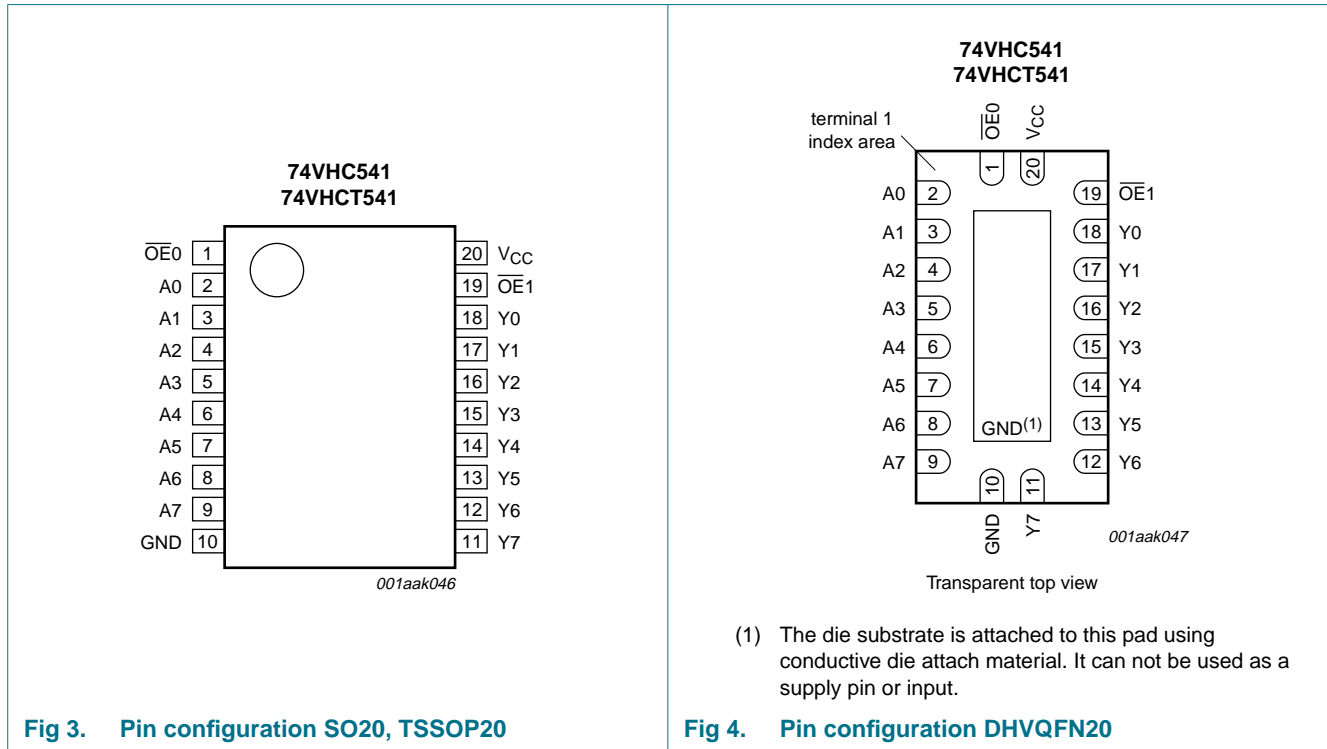 74VHC541
74VHCT541
OE0 1
A0 2
A1 3
A2 4
A3 5
A4 6
A5 7
A6 8
A7 9
GND 10
20 VCC
19 OE1
18 Y0
17 Y1
16 Y2
15 Y3
14 Y4
13 Y5
12 Y6
11 Y7
001aak046
Fig 3. Pin configuration SO20, TSSOP20
74VHC541
74VHCT541
terminal 1
index area
OE0
VCC
1
20
A0 2
A1 3
A2 4
A3 5
A4 6
A5 7
A6 8
A7 9
19 OE1
18 Y0
17 Y1
16 Y2
15 Y3
14 Y4
13 Y5
12 Y6
GND(1)
10
11
GND
Y7
001aak047
Transparent top view
(1) The die substrate is attached to this pad using
conductive die attach material. It can not be used as a
supply pin or input.
Fig 4. Pin configuration DHVQFN20